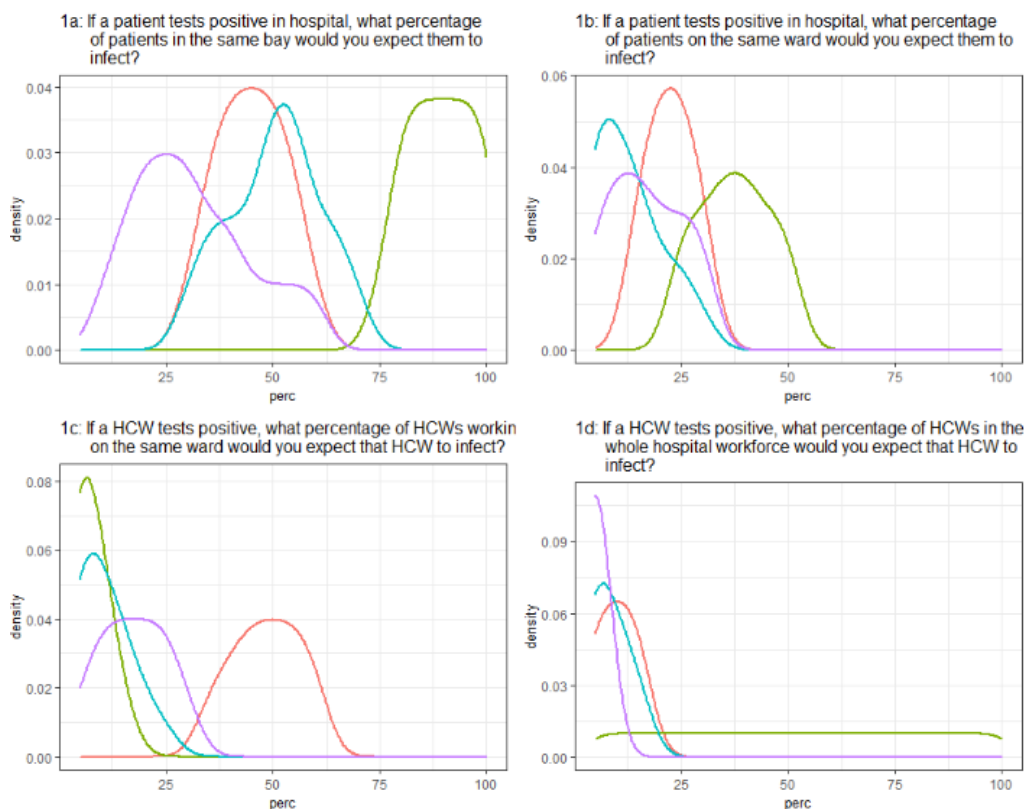 1a: If a patient tests positive in hospital, what percentage
of patients in the same bay would you expect them to
infect?
0.04
0.03
0.02
0.01
0.00
density
25
50
75
100
perc
1b: If a patient tests positive in hospital, what percentage
of patients on the same ward would you expect them to
infect?
0.06
0.04
0.02
0.00
density
25
50
75
100
perc
1c: If a HCW tests positive, what percentage of HCWs workin
on the same ward would you expect that HCW to infect?
0.08
0.06
0.04
0.02
0.00
density
25
50
75
100
perc
1d: If a HCW tests positive, what percentage of HCWs in the
whole hospital workforce would you expect that HCW to
infect?
0.09
0.06
0.03
0.00
density
25
50
75
100
perc